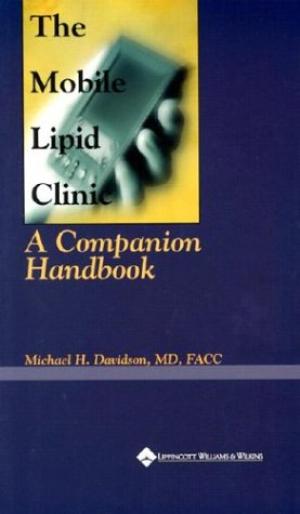 The
Mobile
Lipid
Clinic
A Companion
Handbook
Michael H. Davidson, MD, FACC
LIPPINCOTT WILLIAMS & WILKINS